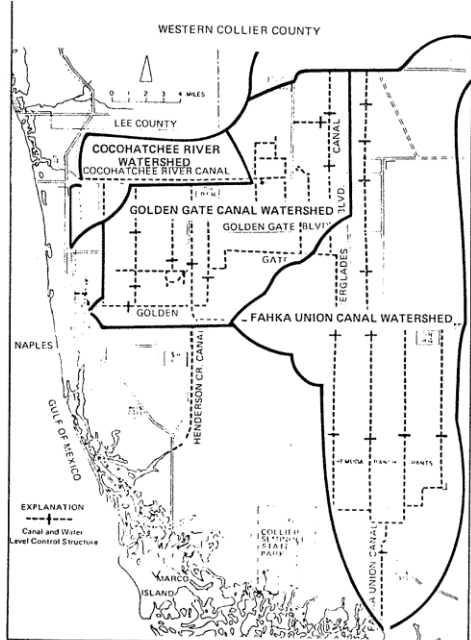 WESTERN COLLIER COUNTY
0 2 4 MILES
LEE COUNTY
COCOHATCHEE RIVER
WATERSHED
COCOHATCHEE RIVER CANAL
CANAL
GOLDEN GATE CANAL WATERSHED
GOLDEN GATE BLVD.
BLVD.
GATE
EVERGLADES
GOLDEN
FAHKA UNION CANAL WATERSHED
NAPLES
HENDERSON CR. CANAL
GULF OF MEXICO
RANCH
EXPLANATION
Canal and Water
Level Control Structure
COLLIER
SEMINOLE
STATE
PARK
MARCO
ISLAND
FAHKA UNION CANAL